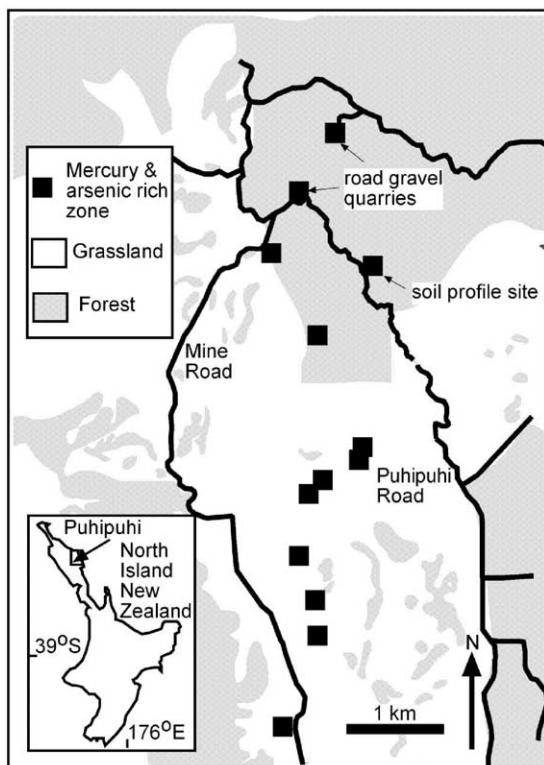 Mercury &
arsenic rich
zone
Grassland
Forest
road gravel
quarries
soil profile site
Mine
Road
Puhipuhi
Road
Puhipuhi
North
Island
New
Zealand
39°S
176°E
N
1 km